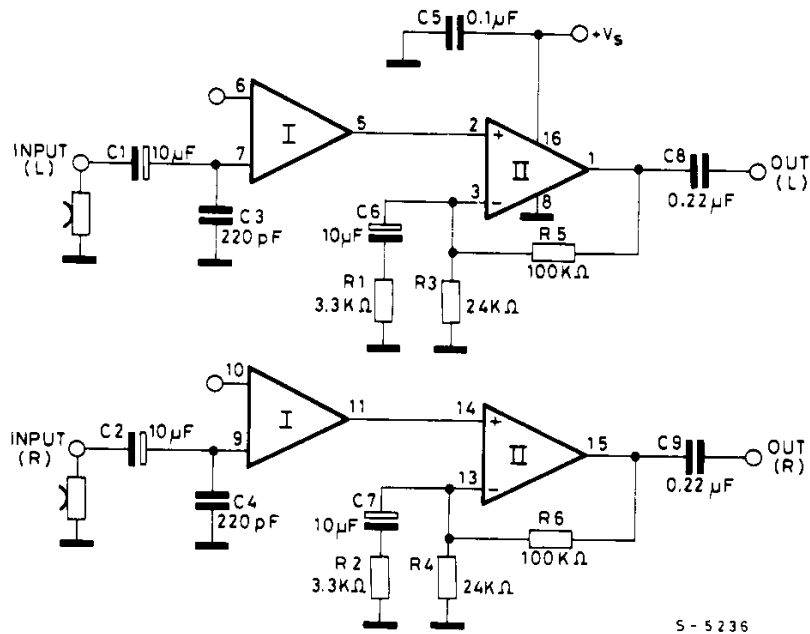 C5
0.1µF
+Vs
6
I
5
2
+
16
II
1
C8
OUT
(L)
0.22µF
INPUT
(L)
C1
10µF
7
C3
220pF
3
-
8
C6
10µF
R5
100KΩ
R1
3.3KΩ
R3
24KΩ
10
I
11
14
+
II
15
C9
OUT
(R)
0.22µF
INPUT
(R)
C2
10µF
9
C4
220pF
13
-
C7
10µF
R6
100KΩ
R2
3.3KΩ
R4
24KΩ
S-5236